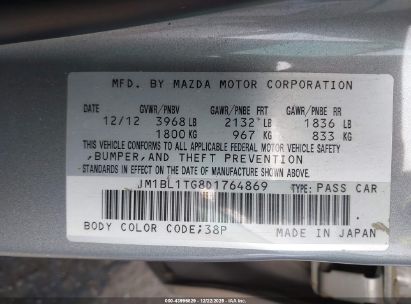 MFD. BY MAZDA MOTOR CORPORATION
DATE GVWR/PNBV GAWR/PNBE FRT GAWR/PNBE RR
12/12 3968 LB 2132 LB 1836 LB
1800 KG 967 KG 833 KG
THIS VEHICLE CONFORMS TO ALL APPLICABLE FEDERAL MOTOR VEHICLE SAFETY
, BUMPER, AND THEFT PREVENTION
STANDARDS IN EFFECT ON THE DATE OF MANUFACTURE SHOWN ABOVE.
JM1BL1TG8D1764869 TYPE: PASS CAR
BODY COLOR CODE;38P MADE IN JAPAN